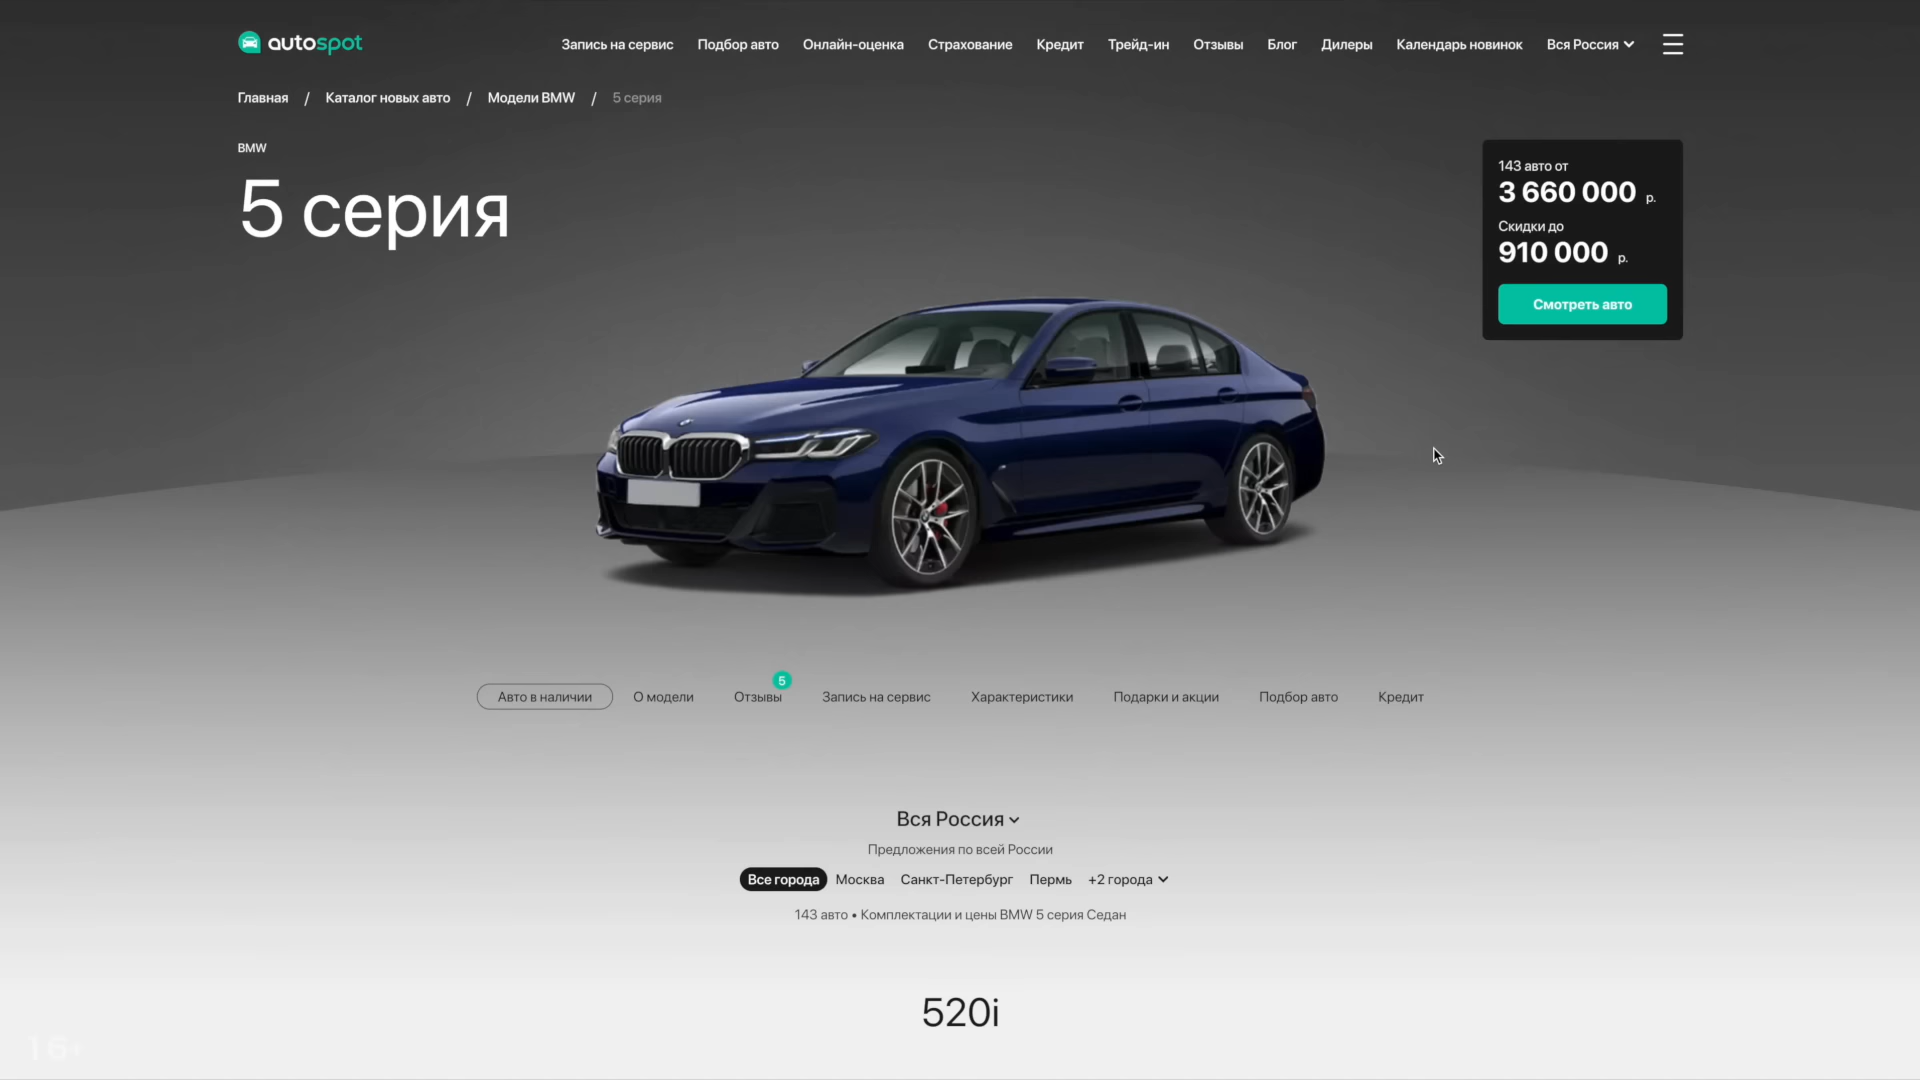 autospot
Запись на сервис Подбор авто Онлайн-оценка Страхование Кредит Трейд-ин Отзывы Блог Дилеры Календарь новинок Вся Россия
Главная / Каталог новых авто / Модели BMW / 5 серия
BMW
5 серия
143 авто от
3 660 000 р.
Скидки до
910 000 р.
Смотреть авто
Авто в наличии О модели Отзывы 5 Запись на сервис Характеристики Подарки и акции Подбор авто Кредит
Вся Россия
Предложения по всей России
Все города Москва Санкт-Петербург Пермь +2 города
143 авто • Комплектации и цены BMW 5 серия Седан
520i
16+